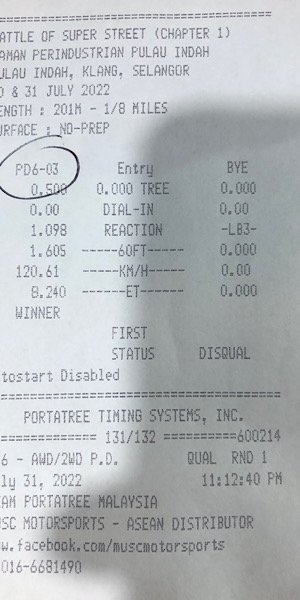 =================================
ATTLE OF SUPER STREET (CHAPTER 1)
AMAN PERINDUSTRIAN PULAU INDAH
ULAU INDAH, KLANG, SELANGOR
0 & 31 JULY 2022
ENGTH : 201M - 1/8 MILES
URFACE : NO-PREP
PD6-03 Entry BYE
0.500 0.000 TREE 0.000
0.00 DIAL-IN 0.00
1.098 REACTION -LB3-
1.605 -----60FT----- 0.000
120.61 -----KM/H----- 0.00
8.240 ------ET------ 0.000
WINNER
FIRST
STATUS DISQUAL
tostart Disabled
=================================
PORTATREE TIMING SYSTEMS, INC.
============ 131/132 ==========600214
6 - AWD/2WD P.D. QUAL RND 1
ly 31, 2022 11:12:40 PM
EAM PORTATREE MALAYSIA
USC MOTORSPORTS - ASEAN DISTRIBUTOR
w.facebook.com/muscmotorsports
016-6681490